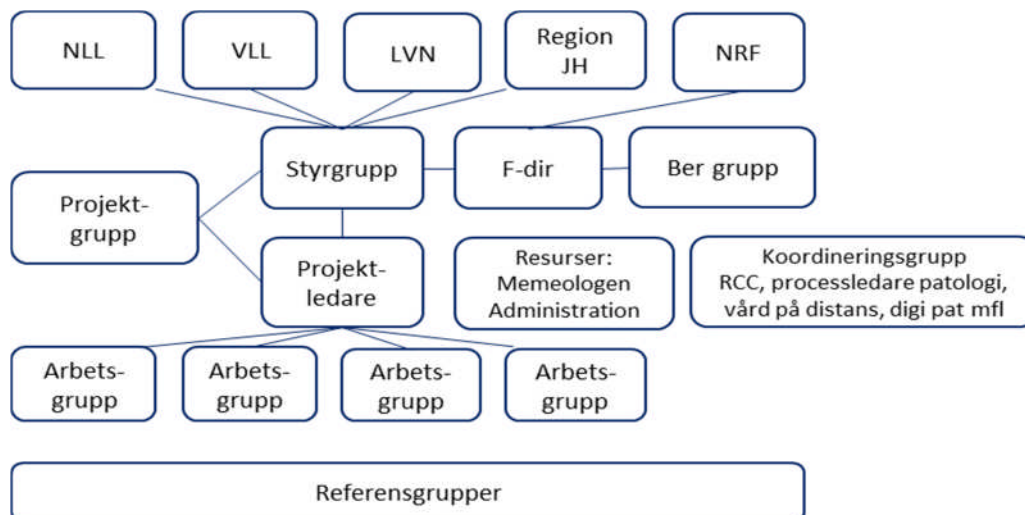 NLL
VLL
LVN
Region
JH
NRF
Styrgrupp
F-dir
Ber grupp
Projekt-
grupp
Projekt-
ledare
Resurser:
Memeologen
Administration
Koordineringsgrupp
RCC, processledare patologi,
vård på distans, digi pat mfl
Arbets-
grupp
Arbets-
grupp
Arbets-
grupp
Arbets-
grupp
Referensgrupper